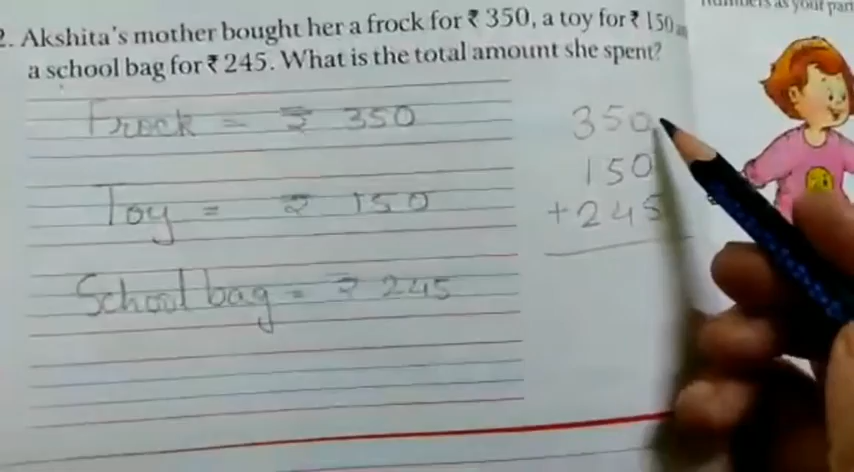 2. Akshita's mother bought her a frock for ₹ 350, a toy for ₹ 150
a school bag for ₹ 245. What is the total amount she spent?
Frock = ₹ 350
Toy = ₹ 150
School bag = ₹ 245
350
150
+ 245